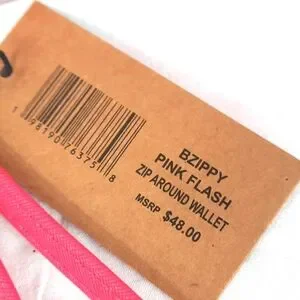 1 98190 76375 8
BZIPPY
PINK FLASH
ZIP AROUND WALLET
MSRP $48.00